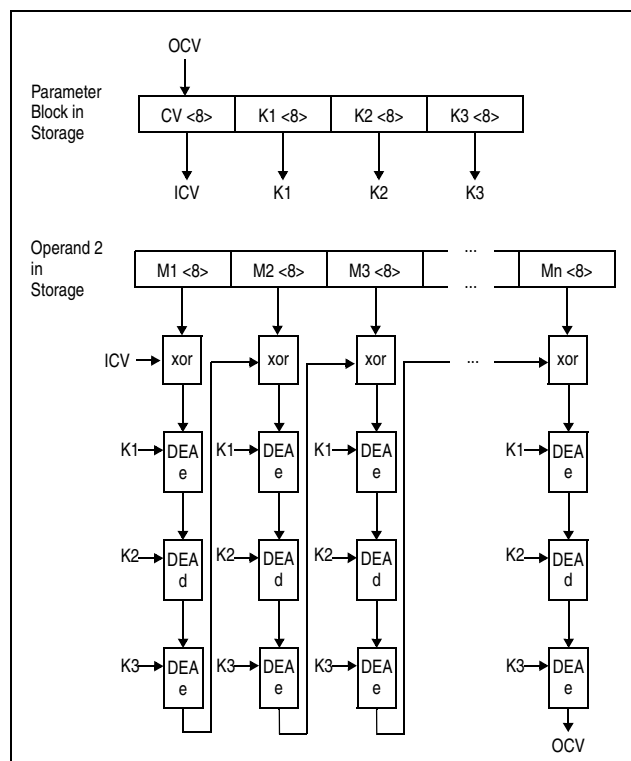 OCV
Parameter
Block in
Storage
CV <8> K1 <8> K2 <8> K3 <8>
ICV K1 K2 K3
Operand 2
in
Storage
...
M1 <8> M2 <8> M3 <8> Mn <8>
...
ICV xor xor xor ... xor
K1 DEA K1 DEA K1 DEA K1 DEA
e e e e
K2 DEA K2 DEA K2 DEA K2 DEA
d d d d
K3 DEA K3 DEA K3 DEA K3 DEA
e e e e
OCV